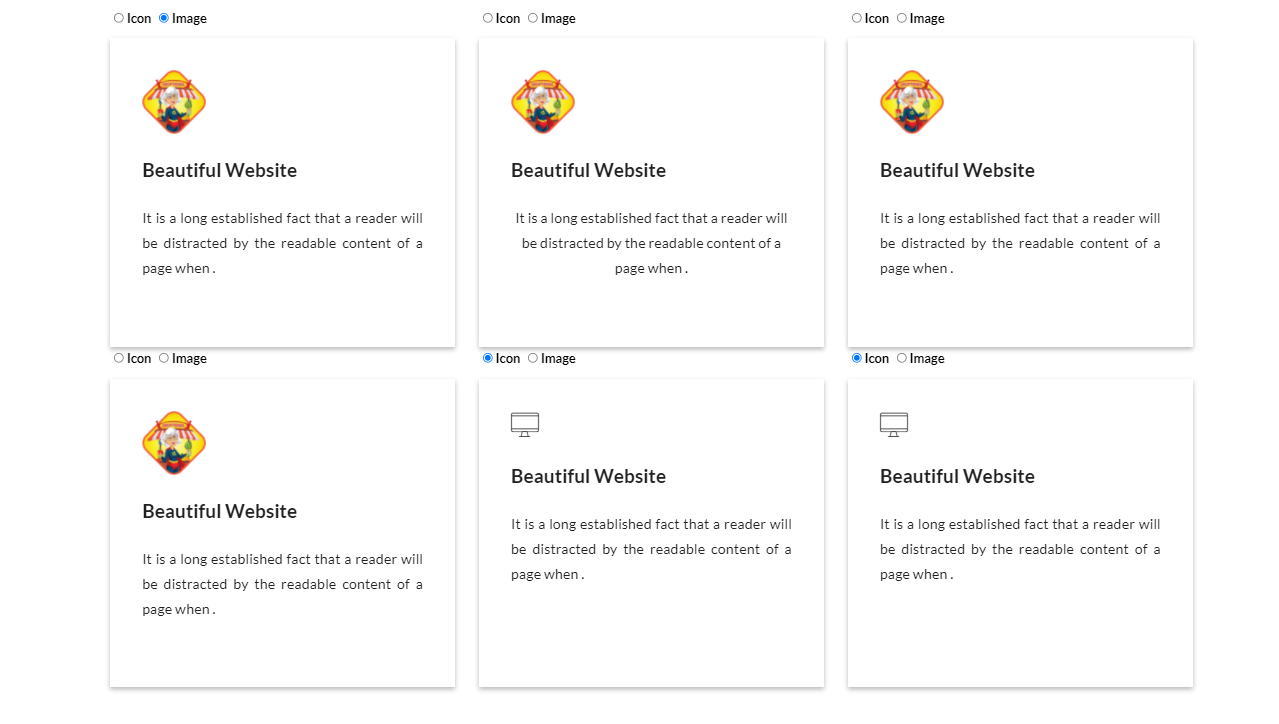 Icon Image
Icon Image
Icon Image
Beautiful Website
It is a long established fact that a reader will
be distracted by the readable content of a
page when .
Beautiful Website
It is a long established fact that a reader will
be distracted by the readable content of a
page when .
Beautiful Website
It is a long established fact that a reader will
be distracted by the readable content of a
page when .
Icon Image
Icon Image
Icon Image
Beautiful Website
It is a long established fact that a reader will
be distracted by the readable content of a
page when .
Beautiful Website
It is a long established fact that a reader will
be distracted by the readable content of a
page when .
Beautiful Website
It is a long established fact that a reader will
be distracted by the readable content of a
page when .